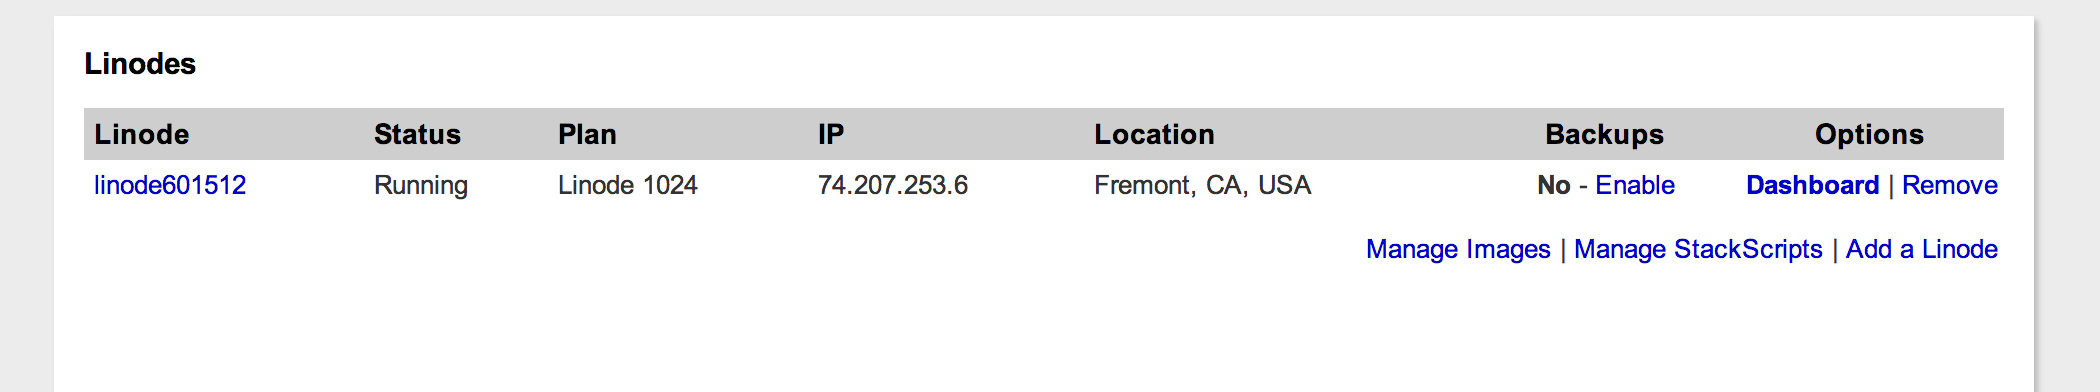 Linodes
Linode Status Plan IP Location Backups Options
linode601512 Running Linode 1024 74.207.253.6 Fremont, CA, USA No - Enable Dashboard | Remove
Manage Images | Manage StackScripts | Add a Linode